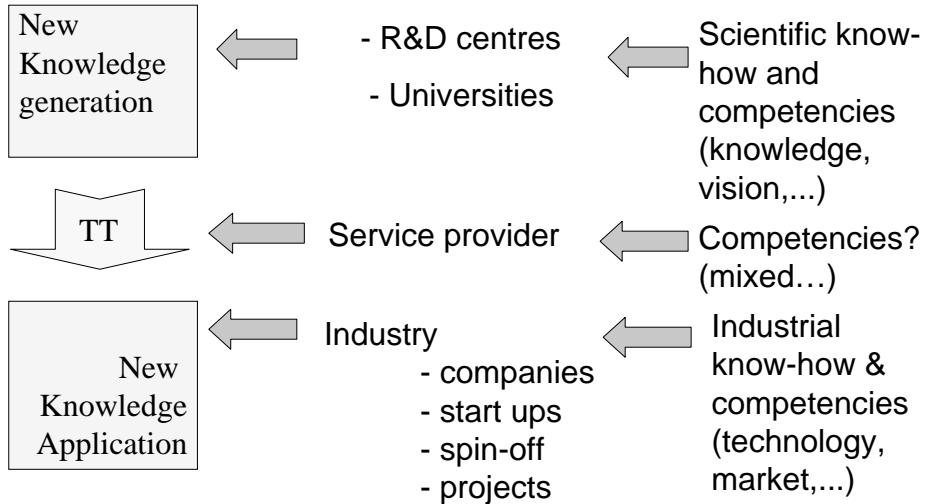 New
Knowledge
generation
- R&D centres
- Universities
Scientific know-
how and
competencies
(knowledge,
vision,...)
TT
Service provider
Competencies?
(mixed…)
New
Knowledge
Application
Industry
- companies
- start ups
- spin-off
- projects
Industrial
know-how &
competencies
(technology,
market,...)